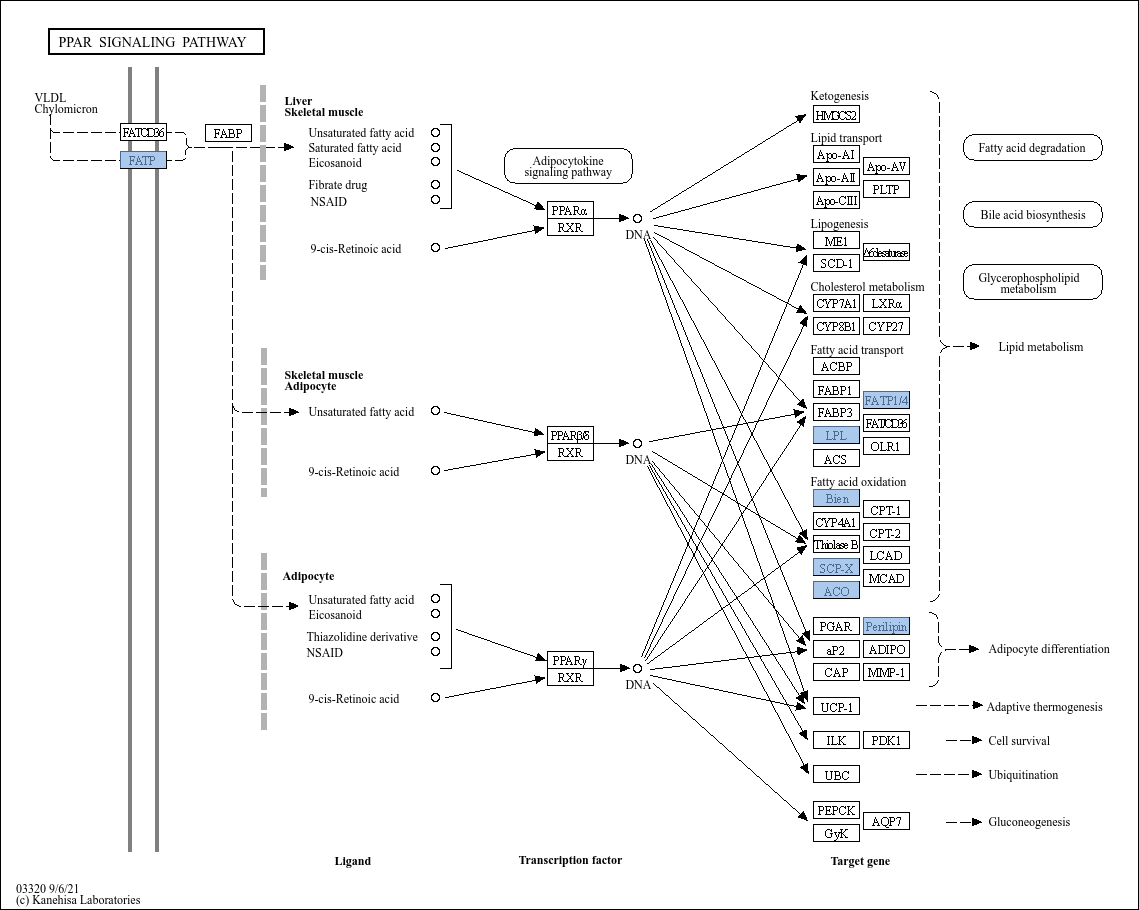 PPAR SIGNALING PATHWAY
VLDL
Chylomicron
FAT/CD36
FATP
FABP
Liver
Skeletal muscle
Unsaturated fatty acid
Saturated fatty acid
Eicosanoid
Fibrate drug
NSAID
9-cis-Retinoic acid
Adipocytokine
signaling pathway
PPARα
RXR
DNA
Skeletal muscle
Adipocyte
Unsaturated fatty acid
9-cis-Retinoic acid
PPARβ/δ
RXR
DNA
Adipocyte
Unsaturated fatty acid
Eicosanoid
Thiazolidine derivative
NSAID
9-cis-Retinoic acid
PPARγ
RXR
DNA
Ketogenesis
HMGCS2
Lipid transport
Apo-AI
Apo-AV
Apo-AII
PLTP
Apo-CIII
Lipogenesis
ME1
Δ6desaturase
SCD-1
Cholesterol metabolism
CYP7A1 LXRα
CYP8B1 CYP27
Fatty acid transport
ACBP
FABP1
FATP1/4
FABP3
FAT/CD36
LPL
OLR1
ACS
Fatty acid oxidation
Bien
CPT-1
CYP4A1
CPT-2
Thiolase B
LCAD
SCP-X
MCAD
ACO
PGAR Perilipin
aP2 ADIPO
CAP MMP-1
UCP-1
ILK PDK1
UBC
PEPCK
AQP7
GyK
Fatty acid degradation
Bile acid biosynthesis
Glycerophospholipid
metabolism
Lipid metabolism
Adipocyte differentiation
Adaptive thermogenesis
Cell survival
Ubiquitination
Gluconeogenesis
Ligand
Transcription factor
Target gene
03320 9/6/21
(c) Kanehisa Laboratories